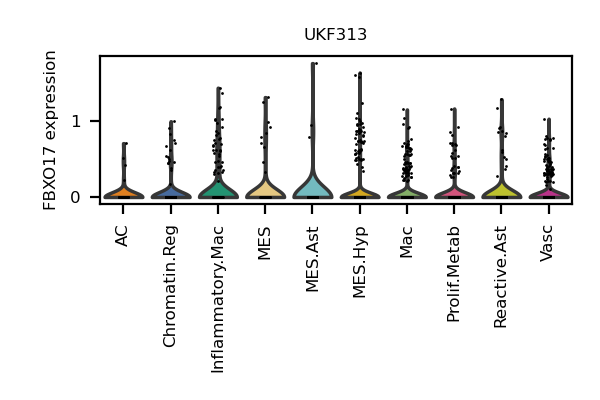 UKF313
FBXO17 expression
1
0
AC
Chromatin.Reg
Inflammatory.Mac
MES
MES.Ast
MES.Hyp
Mac
Prolif.Metab
Reactive.Ast
Vasc